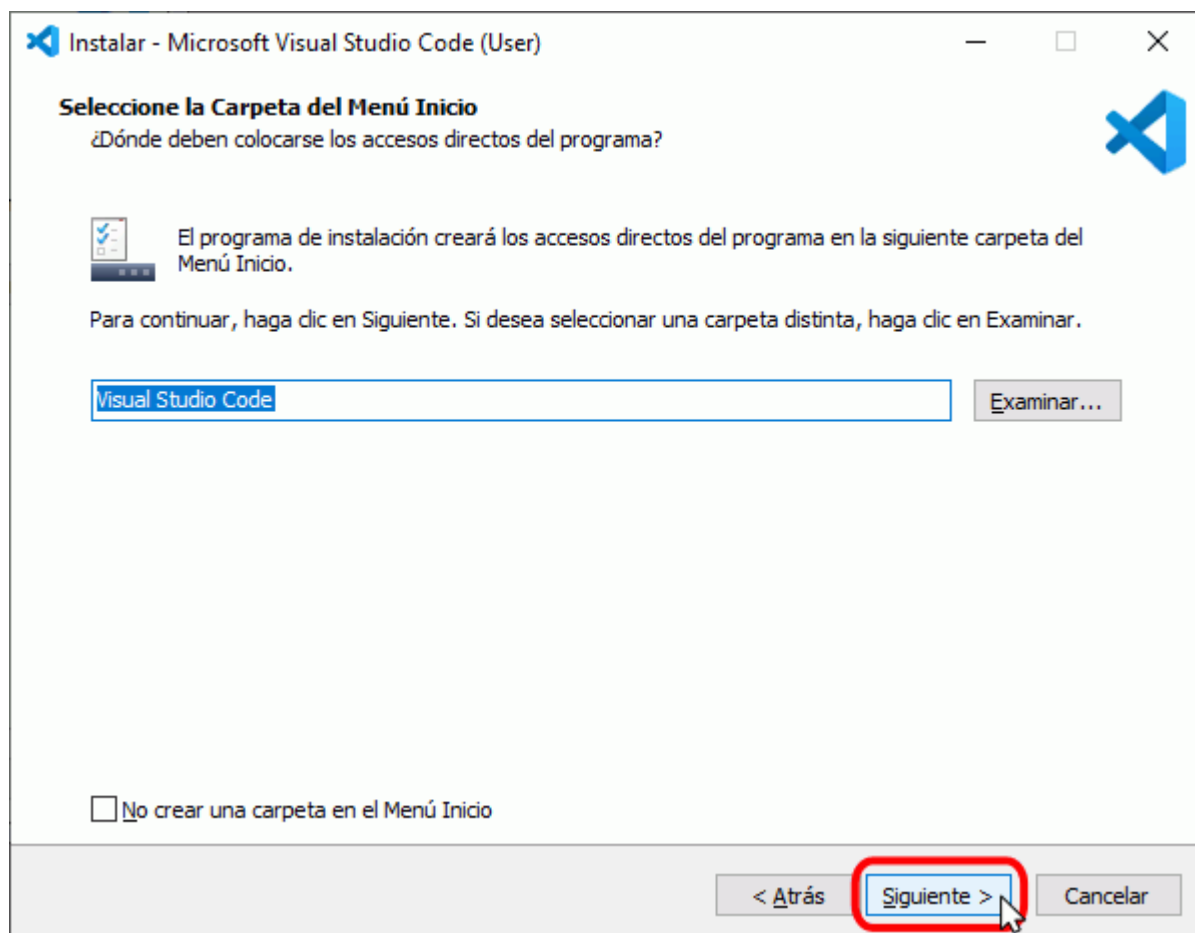 Instalar - Microsoft Visual Studio Code (User)
Seleccione la Carpeta del Menú Inicio
¿Dónde deben colocarse los accesos directos del programa?
El programa de instalación creará los accesos directos del programa en la siguiente carpeta del
Menú Inicio.
Para continuar, haga clic en Siguiente. Si desea seleccionar una carpeta distinta, haga clic en Examinar.
Visual Studio Code
Examinar...
No crear una carpeta en el Menú Inicio
< Atrás
Siguiente >
Cancelar